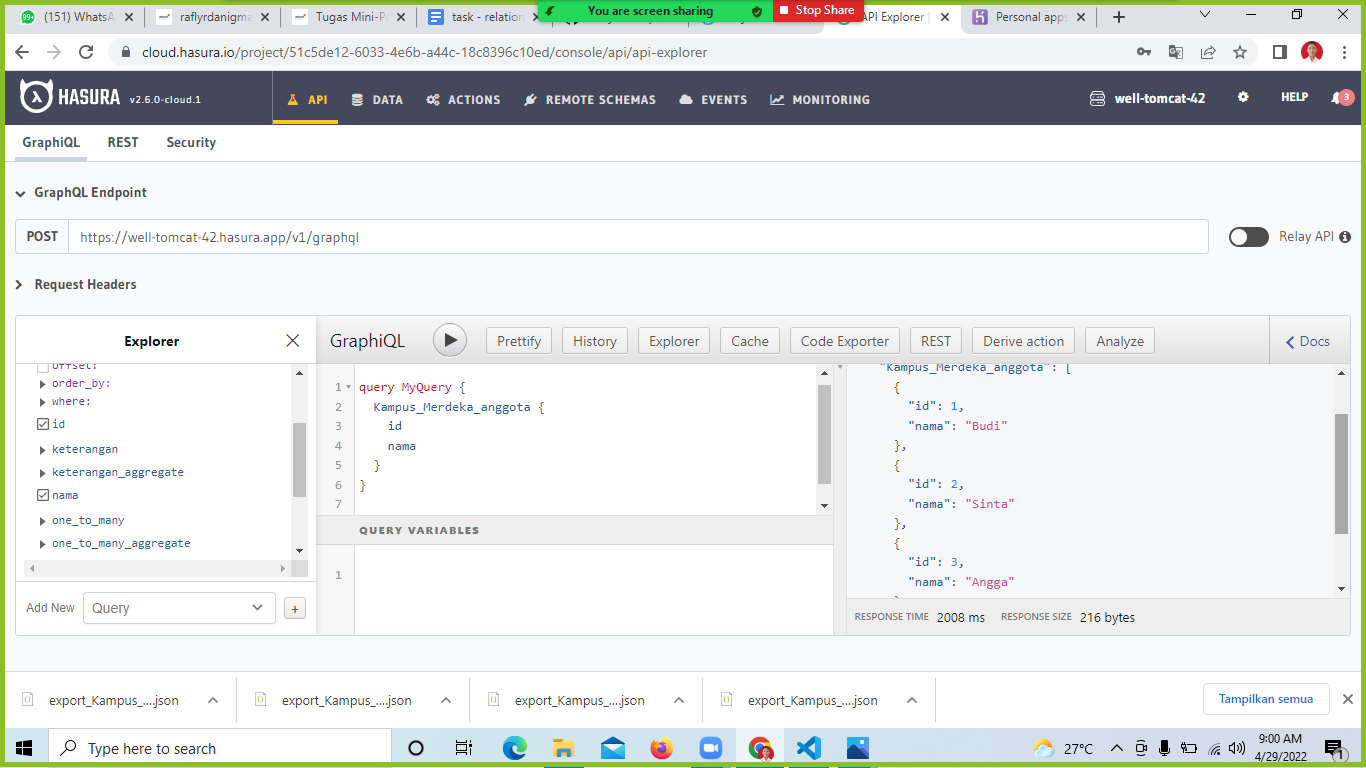 (151) WhatsA
raflyrdanigma
Tugas Mini-P
task - relation
You are screen sharing
Stop Share
API Explorer |
Personal apps
cloud.hasura.io/project/51c5de12-6033-4e6b-a44c-18c8396c10ed/console/api/api-explorer
HASURA v2.6.0-cloud.1
API DATA ACTIONS REMOTE SCHEMAS EVENTS MONITORING
well-tomcat-42 HELP 3
GraphiQL REST Security
GraphQL Endpoint
POST https://well-tomcat-42.hasura.app/v1/graphql
Relay API
Request Headers
Explorer
offset:
order_by:
where:
id
keterangan
keterangan_aggregate
nama
one_to_many
one_to_many_aggregate
Add New Query +
GraphiQL Prettify History Explorer Cache Code Exporter REST Derive action Analyze Docs
1 query MyQuery {
2 Kampus_Merdeka_anggota {
3 id
4 nama
5 }
6 }
7
QUERY VARIABLES
1
"Kampus_Merdeka_anggota": [
{
"id": 1,
"nama": "Budi"
},
{
"id": 2,
"nama": "Sinta"
},
{
"id": 3,
"nama": "Angga"
RESPONSE TIME 2008 ms RESPONSE SIZE 216 bytes
export_Kampus_....json
export_Kampus_....json
export_Kampus_....json
export_Kampus_....json
Tampilkan semua
Type here to search
27°C
9:00 AM
4/29/2022
1